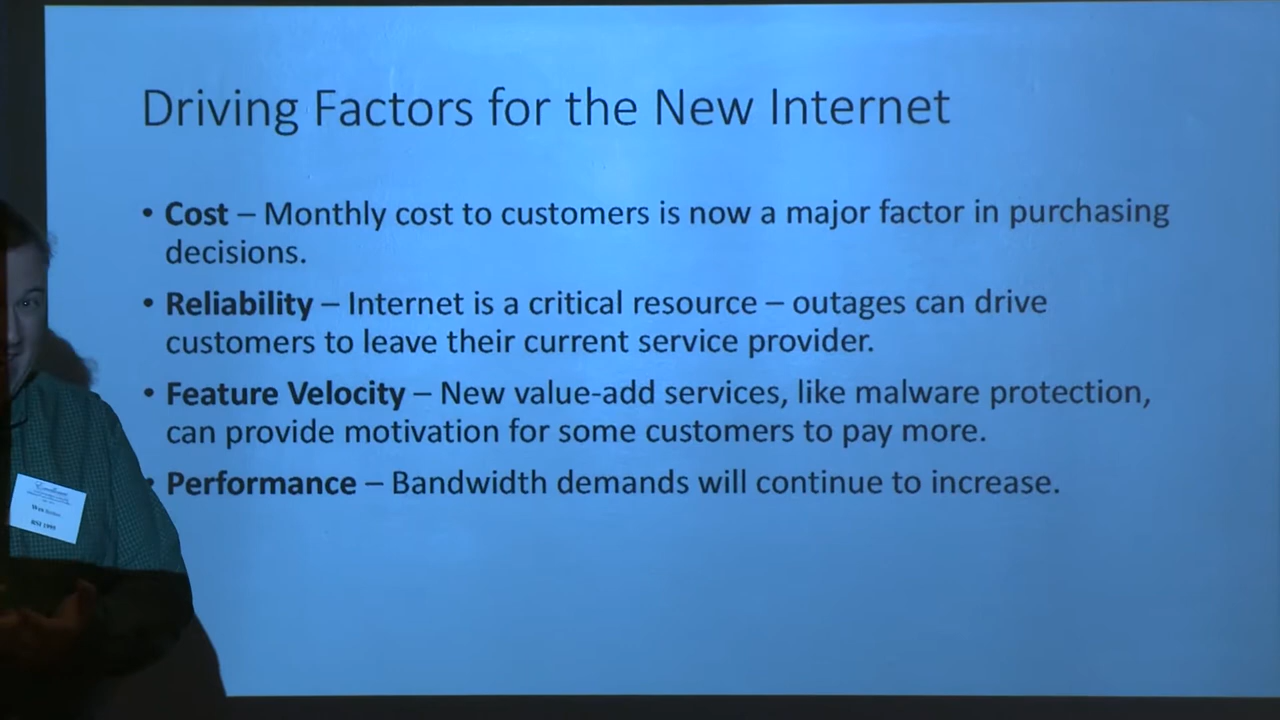 Driving Factors for the New Internet
• Cost – Monthly cost to customers is now a major factor in purchasing
decisions.
• Reliability – Internet is a critical resource – outages can drive
customers to leave their current service provider.
• Feature Velocity – New value-add services, like malware protection,
can provide motivation for some customers to pay more.
• Performance – Bandwidth demands will continue to increase.
RSI 1995